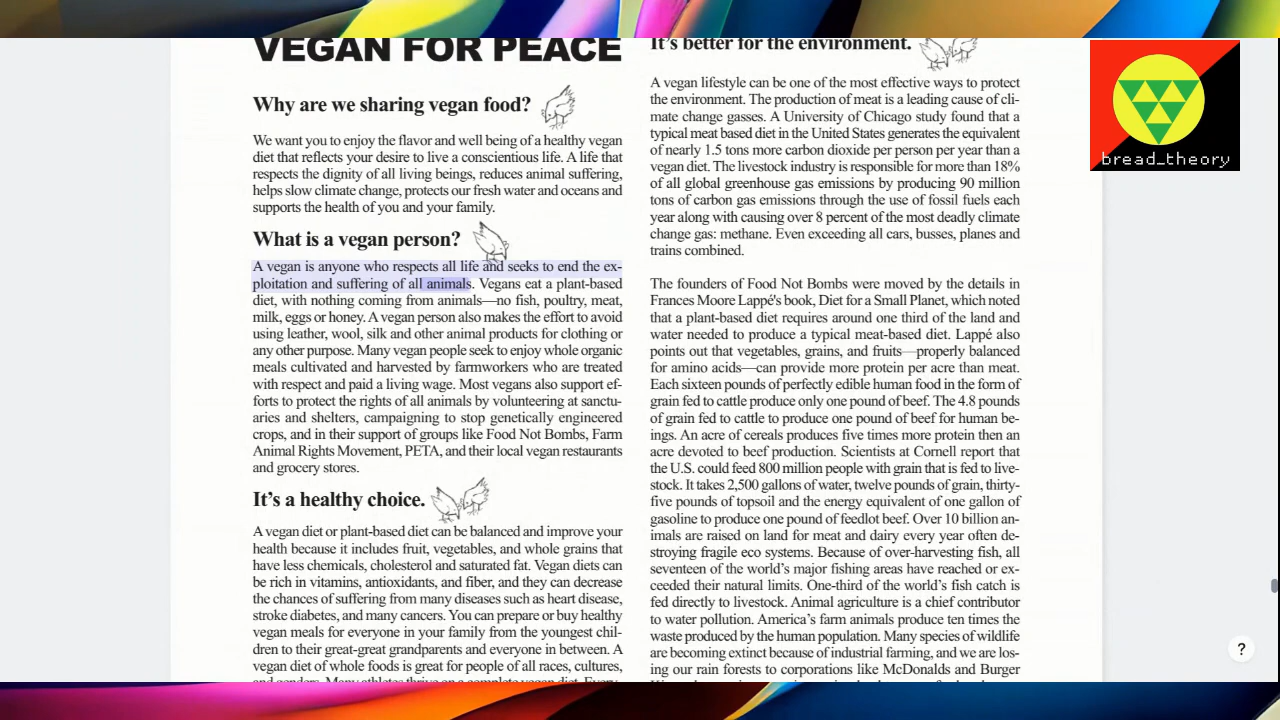 VEGAN FOR PEACE
Why are we sharing vegan food?
We want you to enjoy the flavor and well being of a healthy vegan
diet that reflects your desire to live a conscientious life. A life that
respects the dignity of all living beings, reduces animal suffering,
helps slow climate change, protects our fresh water and oceans and
supports the health of you and your family.
What is a vegan person?
A vegan is anyone who respects all life and seeks to end the ex-
ploitation and suffering of all animals. Vegans eat a plant-based
diet, with nothing coming from animals—no fish, poultry, meat,
milk, eggs or honey. A vegan person also makes the effort to avoid
using leather, wool, silk and other animal products for clothing or
any other purpose. Many vegan people seek to enjoy whole organic
meals cultivated and harvested by farmworkers who are treated
with respect and paid a living wage. Most vegans also support ef-
forts to protect the rights of all animals by volunteering at sanctu-
aries and shelters, campaigning to stop genetically engineered
crops, and in their support of groups like Food Not Bombs, Farm
Animal Rights Movement, PETA, and their local vegan restaurants
and grocery stores.
It's a healthy choice.
A vegan diet or plant-based diet can be balanced and improve your
health because it includes fruit, vegetables, and whole grains that
have less chemicals, cholesterol and saturated fat. Vegan diets can
be rich in vitamins, antioxidants, and fiber, and they can decrease
the chances of suffering from many diseases such as heart disease,
stroke diabetes, and many cancers. You can prepare or buy healthy
vegan meals for everyone in your family from the youngest chil-
dren to their great-great grandparents and everyone in between. A
vegan diet of whole foods is great for people of all races, cultures,
and genders. Many athletes thrive on a complete vegan diet. Every-
It's better for the environment.
A vegan lifestyle can be one of the most effective ways to protect
the environment. The production of meat is a leading cause of cli-
mate change gasses. A University of Chicago study found that a
typical meat based diet in the United States generates the equivalent
of nearly 1.5 tons more carbon dioxide per person per year than a
vegan diet. The livestock industry is responsible for more than 18%
of all global greenhouse gas emissions by producing 90 million
tons of carbon gas emissions through the use of fossil fuels each
year along with causing over 8 percent of the most deadly climate
change gas: methane. Even exceeding all cars, busses, planes and
trains combined.
The founders of Food Not Bombs were moved by the details in
Frances Moore Lappé's book, Diet for a Small Planet, which noted
that a plant-based diet requires around one third of the land and
water needed to produce a typical meat-based diet. Lappé also
points out that vegetables, grains, and fruits—properly balanced
for amino acids—can provide more protein per acre than meat.
Each sixteen pounds of perfectly edible human food in the form of
grain fed to cattle produce only one pound of beef. The 4.8 pounds
of grain fed to cattle to produce one pound of beef for human be-
ings. An acre of cereals produces five times more protein then an
acre devoted to beef production. Scientists at Cornell report that
the U.S. could feed 800 million people with grain that is fed to live-
stock. It takes 2,500 gallons of water, twelve pounds of grain, thirty-
five pounds of topsoil and the energy equivalent of one gallon of
gasoline to produce one pound of feedlot beef. Over 10 billion an-
imals are raised on land for meat and dairy every year often de-
stroying fragile eco systems. Because of over-harvesting fish, all
seventeen of the world's major fishing areas have reached or ex-
ceeded their natural limits. One-third of the world's fish catch is
fed directly to livestock. Animal agriculture is a chief contributor
to water pollution. America's farm animals produce ten times the
waste produced by the human population. Many species of wildlife
are becoming extinct because of industrial farming, and we are los-
ing our rain forests to corporations like McDonalds and Burger
bread_theory
?